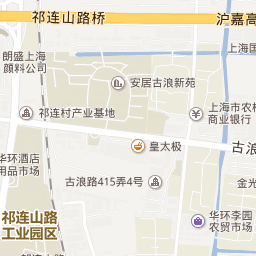 祁连山路桥
沪嘉高
朗盛上海
颜料公司
上海国
安居古浪新苑
祁连村产业基地
上海市农村
商业银行
古浪
皇太极
华环酒店
用品市场
古浪路415弄4号
金光
祁连山路
工业园区
华环李园
农贸市场